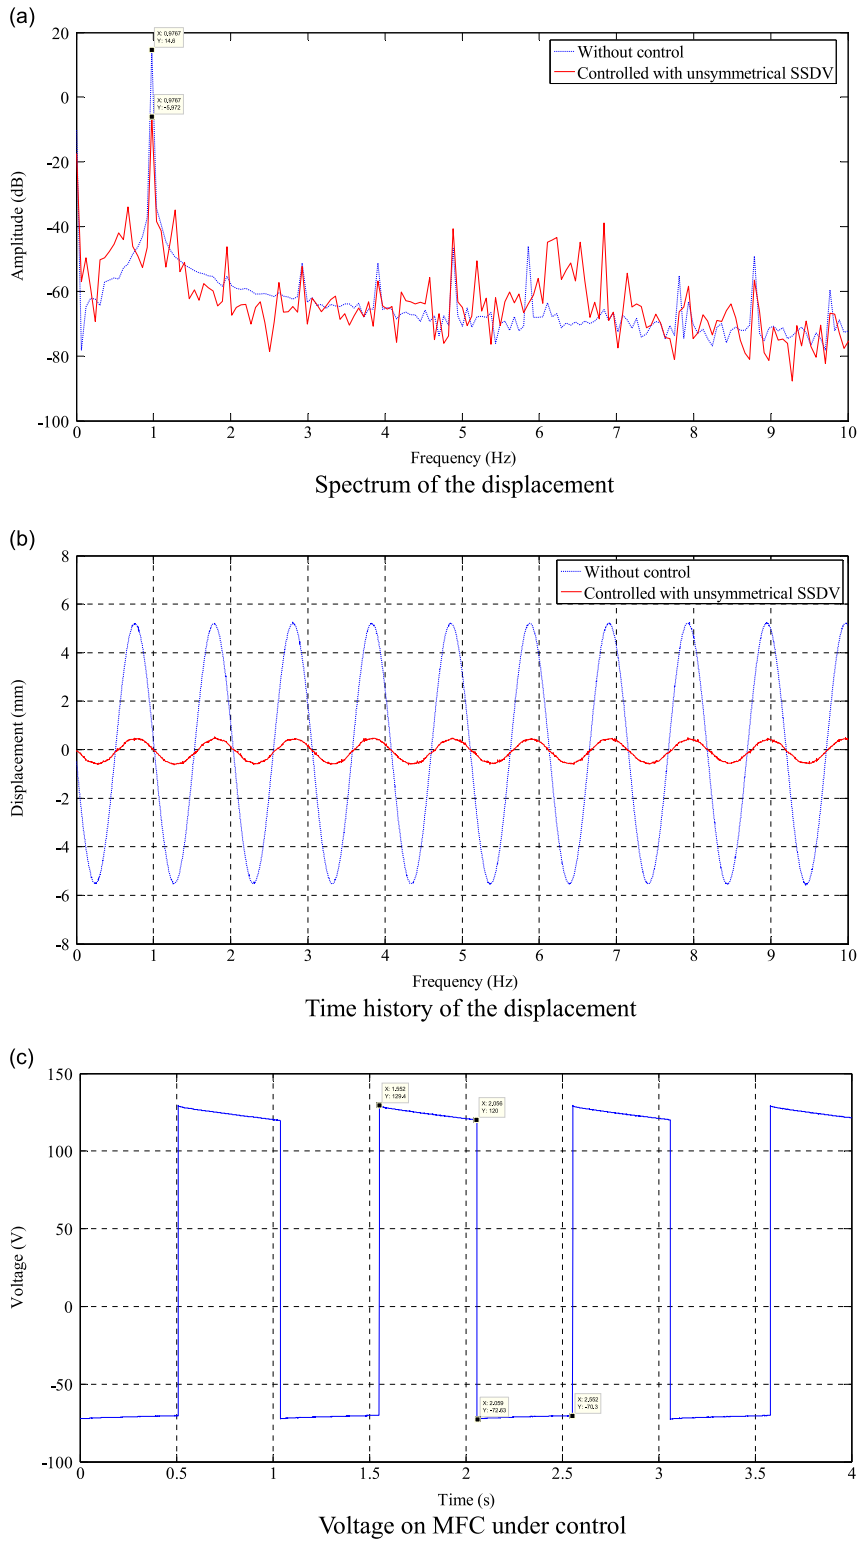 (a)
20
0
-20
-40
-60
-80
-100
Amplitude (dB)
X: 0,9767
Y: 14,6
X: 0,9767
Y: -5,972
Without control
Controlled with unsymmetrical SSDV
0 1 2 3 4 5 6 7 8 9 10
Frequency (Hz)
Spectrum of the displacement
(b)
8
6
4
2
0
-2
-4
-6
-8
Displacement (mm)
Without control
Controlled with unsymmetrical SSDV
0 1 2 3 4 5 6 7 8 9 10
Frequency (Hz)
Time history of the displacement
(c)
150
100
50
0
-50
-100
Voltage (V)
X: 1,552
Y: 129.4
X: 2,056
Y: 120
X: 2.059
Y: -72.63
X: 2,552
Y: -70,3
0 0.5 1 1.5 2 2.5 3 3.5 4
Time (s)
Voltage on MFC under control